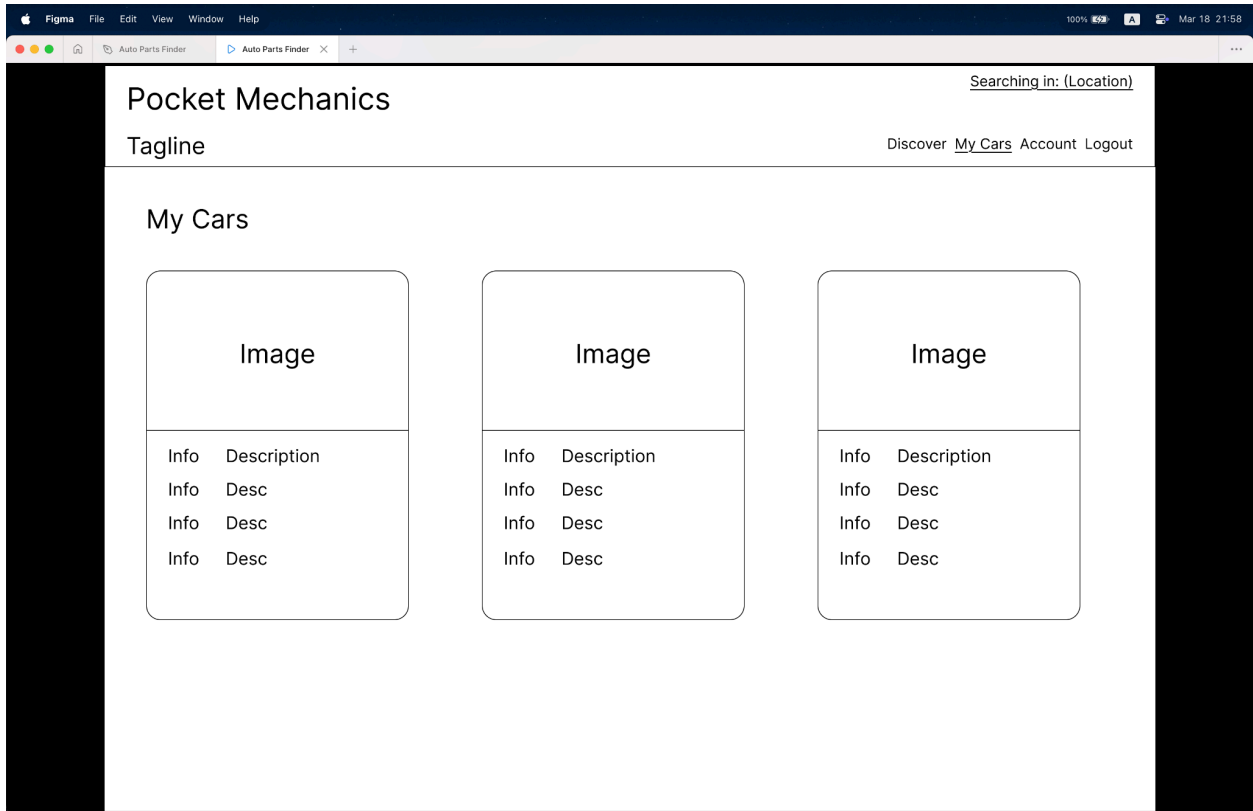 Figma File Edit View Window Help 100% A Mar 18 21:58
Auto Parts Finder Auto Parts Finder
Pocket Mechanics
Searching in: (Location)
Tagline
Discover My Cars Account Logout
My Cars
Image Image Image
Info Description Info Description Info Description
Info Desc Info Desc Info Desc
Info Desc Info Desc Info Desc
Info Desc Info Desc Info Desc